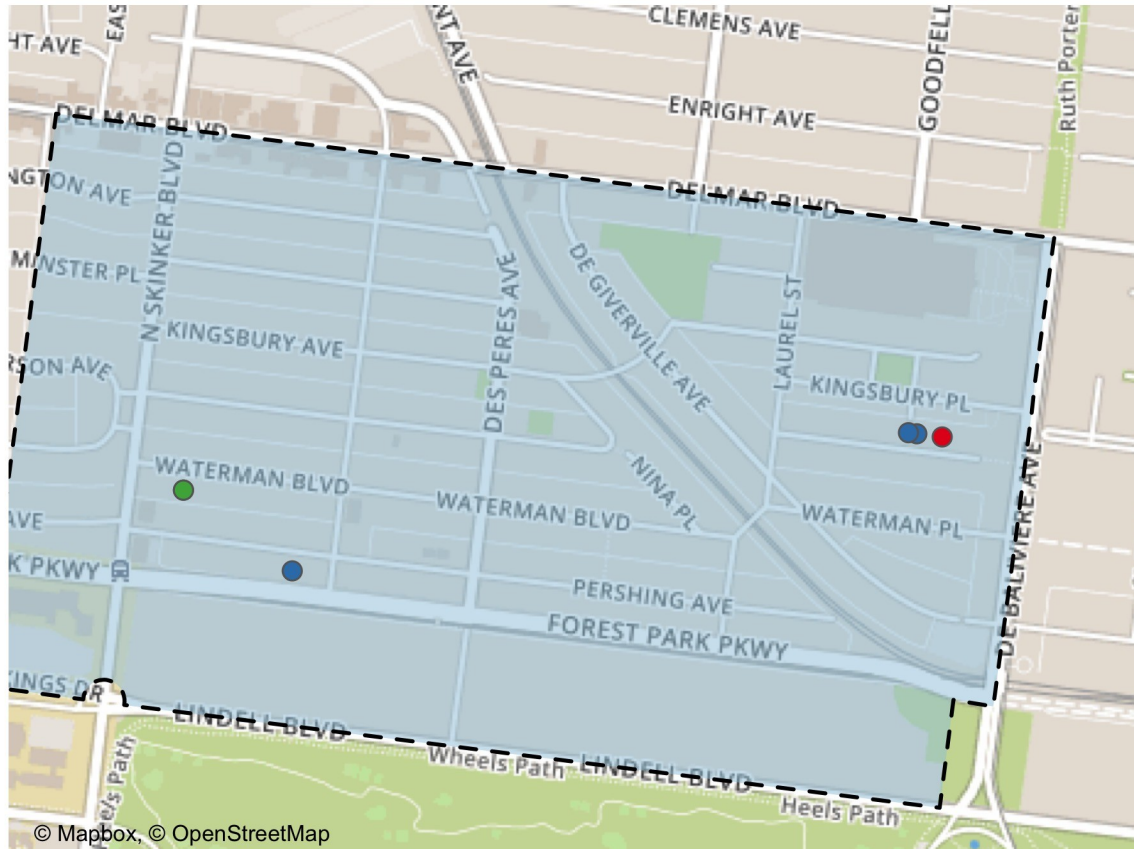 CLEMENS AVE
EAS
HT AVE
NT AVE
GOODFELL
Ruth Porter
ENRIGHT AVE
DELMAR BLVD
NGTON AVE
N SKINKER BLVD
DELMAR BLVD
MINSTER PL
DES PERES AVE
DE GIVERVILLE AVE
LAUREL ST
KINGSBURY AVE
RSON AVE
KINGSBURY PL
WATERMAN BLVD
NINA PL
WATERMAN BLVD
WATERMAN PL
AVE
DE BALIVIERE AVE
K PKWY
PERSHING AVE
FOREST PARK PKWY
KINGS DR
LINDELL BLVD
Wheels Path
LINDELL BLVD
Heels Path
els Path
© Mapbox, © OpenStreetMap